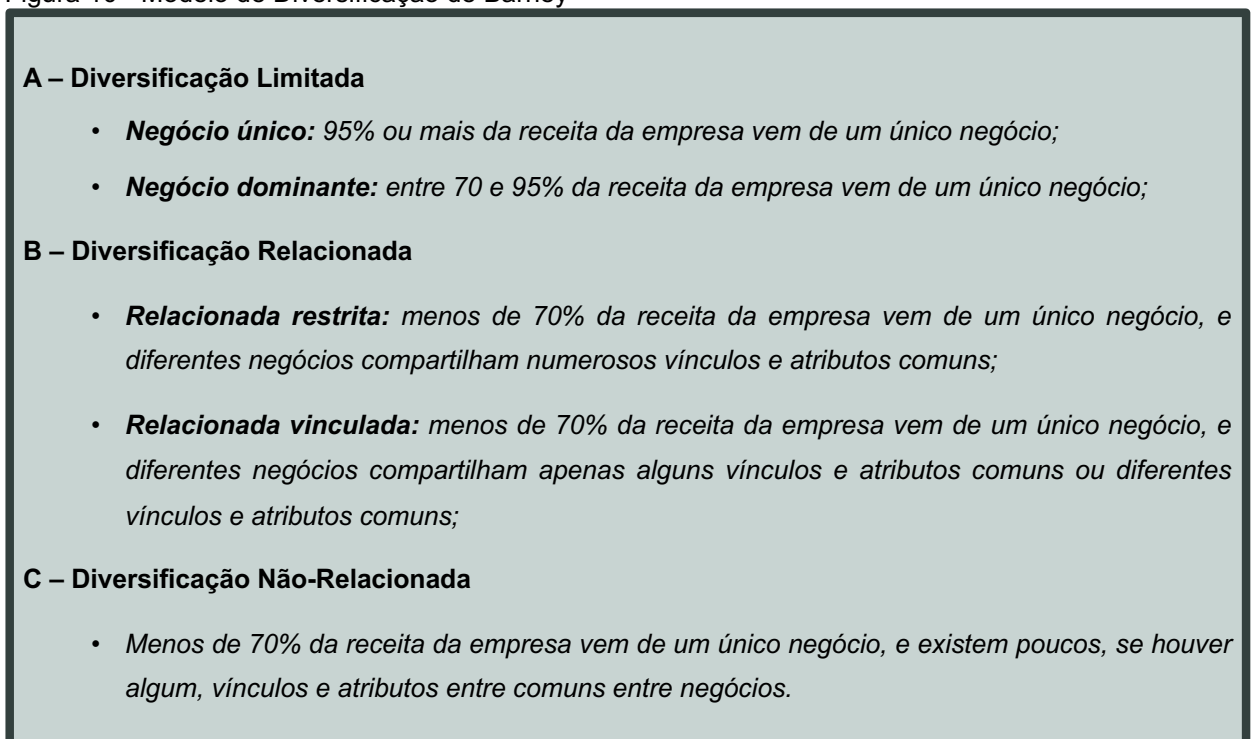 Figura - Modelo de Diversificação de Barney
A – Diversificação Limitada
• Negócio único: 95% ou mais da receita da empresa vem de um único negócio;
• Negócio dominante: entre 70 e 95% da receita da empresa vem de um único negócio;
B – Diversificação Relacionada
• Relacionada restrita: menos de 70% da receita da empresa vem de um único negócio, e
diferentes negócios compartilham numerosos vínculos e atributos comuns;
• Relacionada vinculada: menos de 70% da receita da empresa vem de um único negócio, e
diferentes negócios compartilham apenas alguns vínculos e atributos comuns ou diferentes
vínculos e atributos comuns;
C – Diversificação Não-Relacionada
• Menos de 70% da receita da empresa vem de um único negócio, e existem poucos, se houver
algum, vínculos e atributos entre comuns entre negócios.